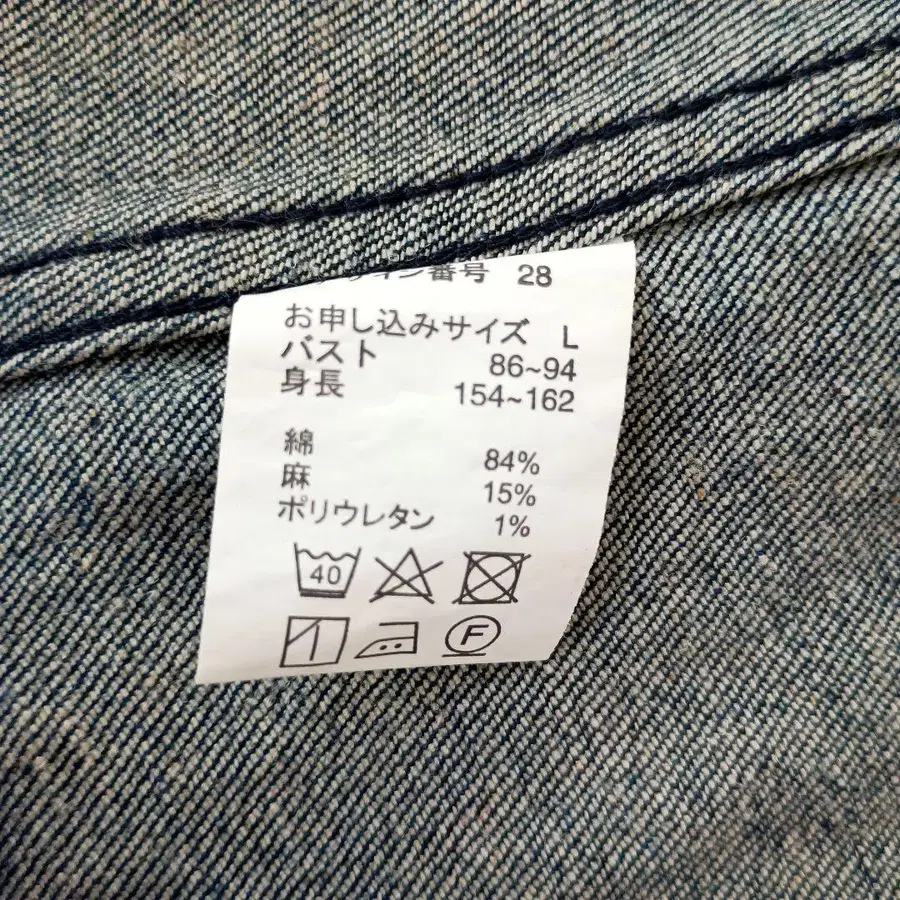 番号 28
お申し込みサイズ L
バスト 86~94
身長 154~162
綿 84%
麻 15%
ポリウレタン 1%
40
F